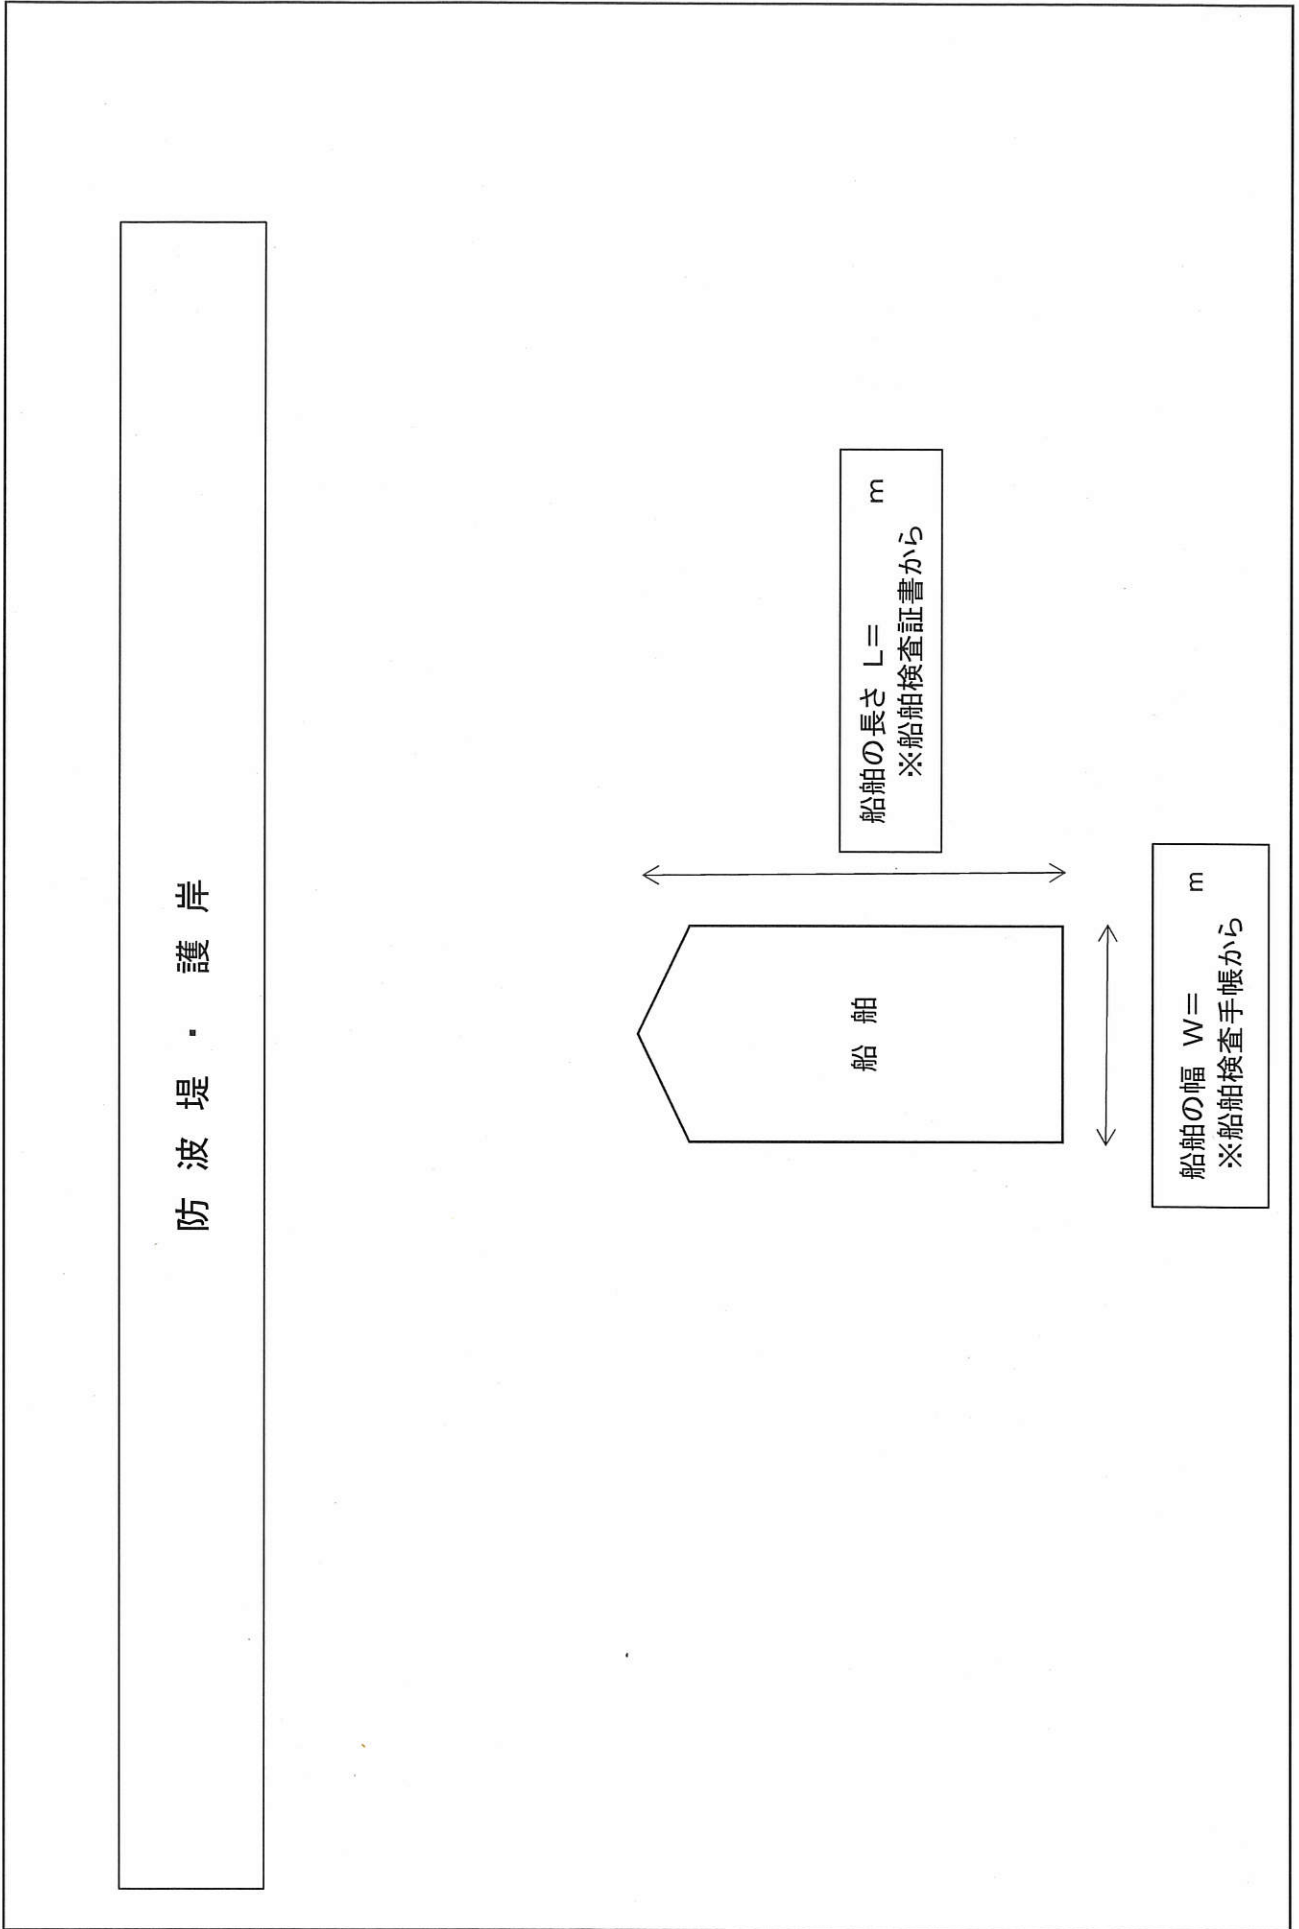 防波堤・護岸
船舶
船舶の長さ L=　　　m
※船舶検査証書から
船舶の幅 W=　　　m
※船舶検査手帳から